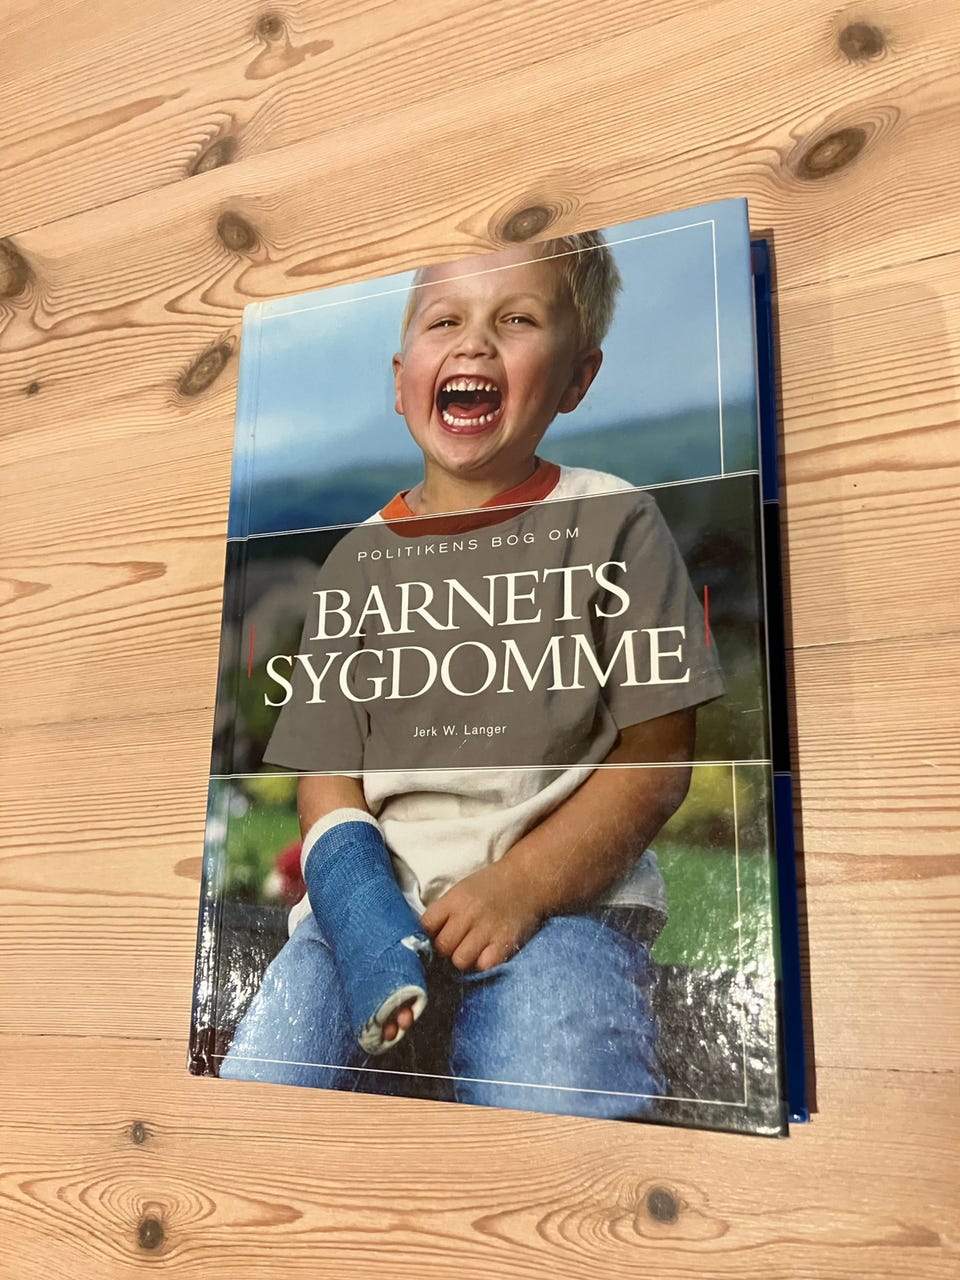 POLITIKENS BOG OM
BARNETS
SYGDOMME
Jerk W. Langer